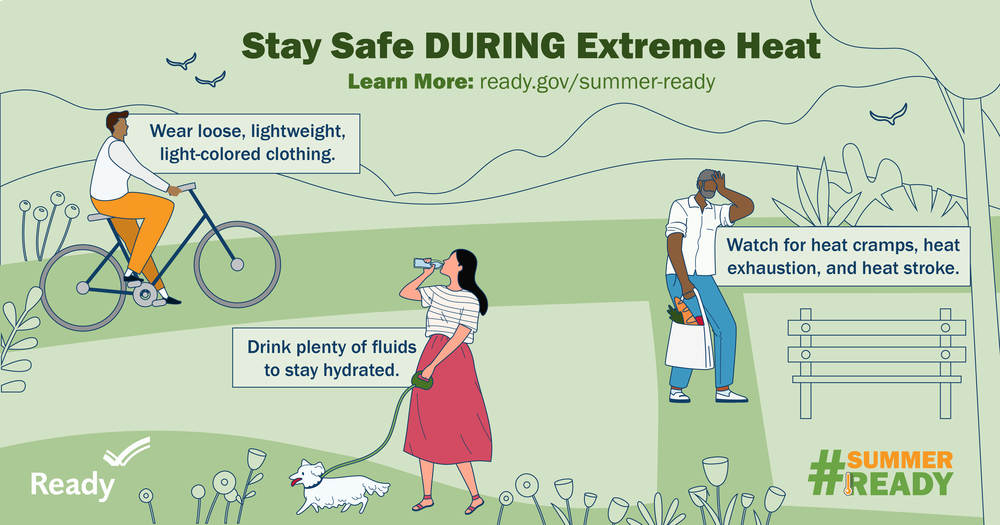 Stay Safe DURING Extreme Heat
Learn More: ready.gov/summer-ready
Wear loose, lightweight,
light-colored clothing.
Watch for heat cramps, heat
exhaustion, and heat stroke.
Drink plenty of fluids
to stay hydrated.
Ready
#SUMMER
READY